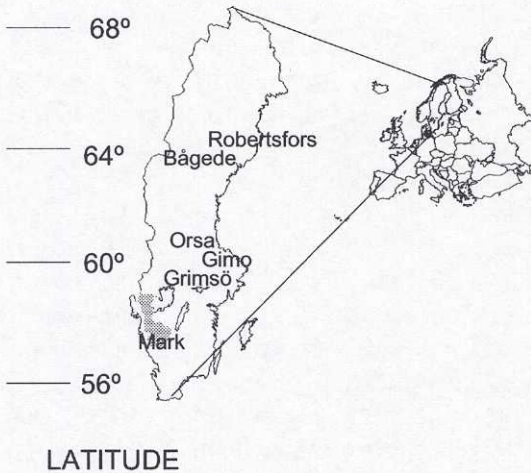 68º
Robertsfors
64º
Bågede
Orsa
60º
Gimo
Grimsö
Mark
56º
LATITUDE